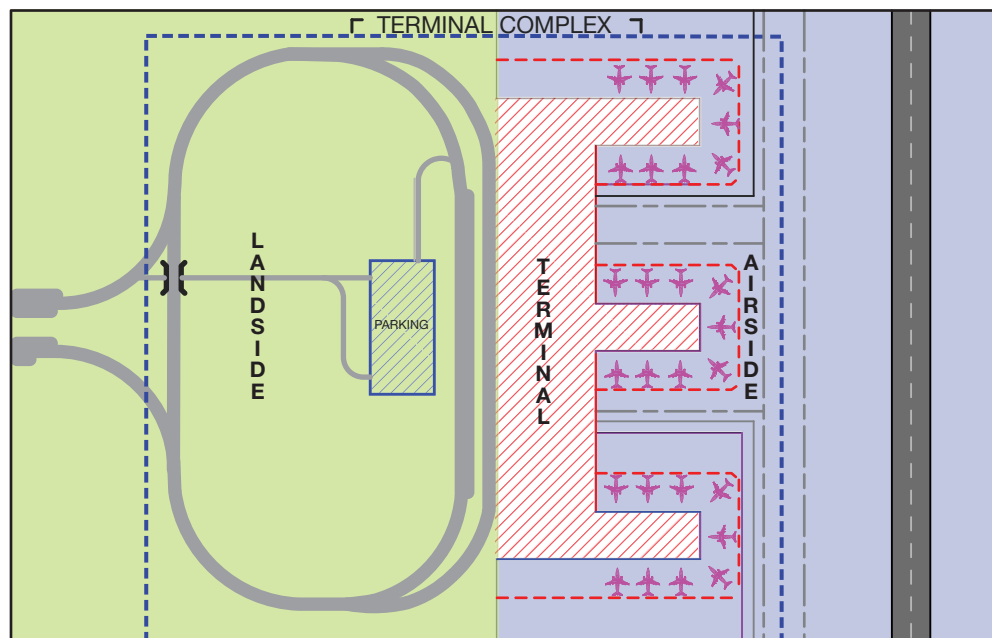 TERMINAL COMPLEX
LANDSIDE
PARKING
TERMINAL
AIRSIDE